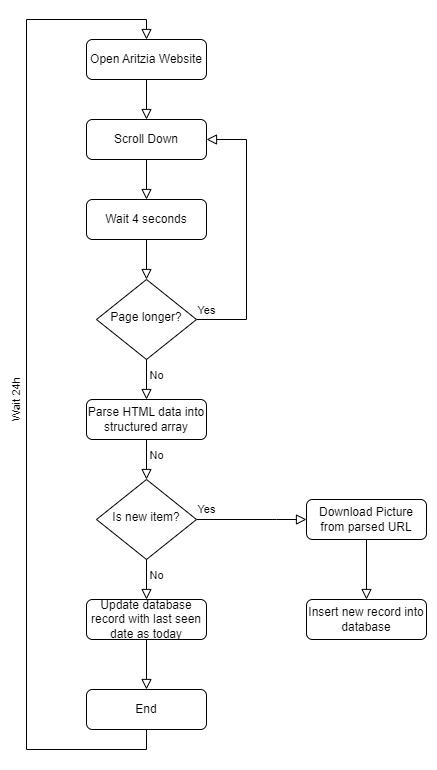 Open Aritzia Website
Scroll Down
Wait 4 seconds
Page longer?
Yes
No
Wait 24h
Parse HTML data into
structured array
No
Is new item?
Yes
Download Picture
from parsed URL
No
Update database
record with last seen
date as today
Insert new record into
database
End